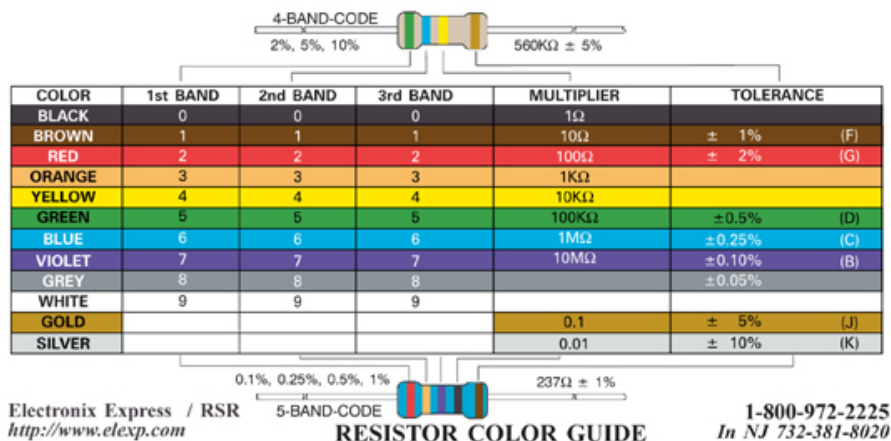 4-BAND-CODE
2%, 5%, 10% 560KΩ ± 5%
COLOR 1st BAND 2nd BAND 3rd BAND MULTIPLIER TOLERANCE
BLACK 0 0 0 1Ω
BROWN 1 1 1 10Ω ± 1% (F)
RED 2 2 2 100Ω ± 2% (G)
ORANGE 3 3 3 1KΩ
YELLOW 4 4 4 10KΩ
GREEN 5 5 5 100KΩ ±0.5% (D)
BLUE 6 6 6 1MΩ ±0.25% (C)
VIOLET 7 7 7 10MΩ ±0.10% (B)
GREY 8 8 8 ±0.05%
WHITE 9 9 9
GOLD 0.1 ± 5% (J)
SILVER 0.01 ± 10% (K)
0.1%, 0.25%, 0.5%, 1% 237Ω ± 1%
5-BAND-CODE
Electronix Express / RSR
http://www.elexp.com
RESISTOR COLOR GUIDE
1-800-972-2225
In NJ 732-381-8020